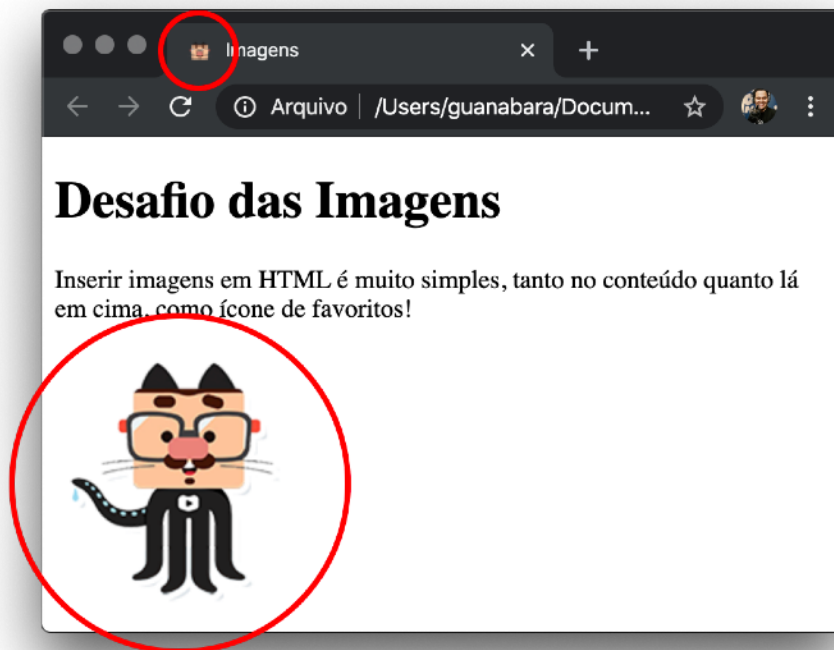 Imagens
Arquivo /Users/guanabara/Docum...
Desafio das Imagens
Inserir imagens em HTML é muito simples, tanto no conteúdo quanto lá
em cima, como ícone de favoritos!